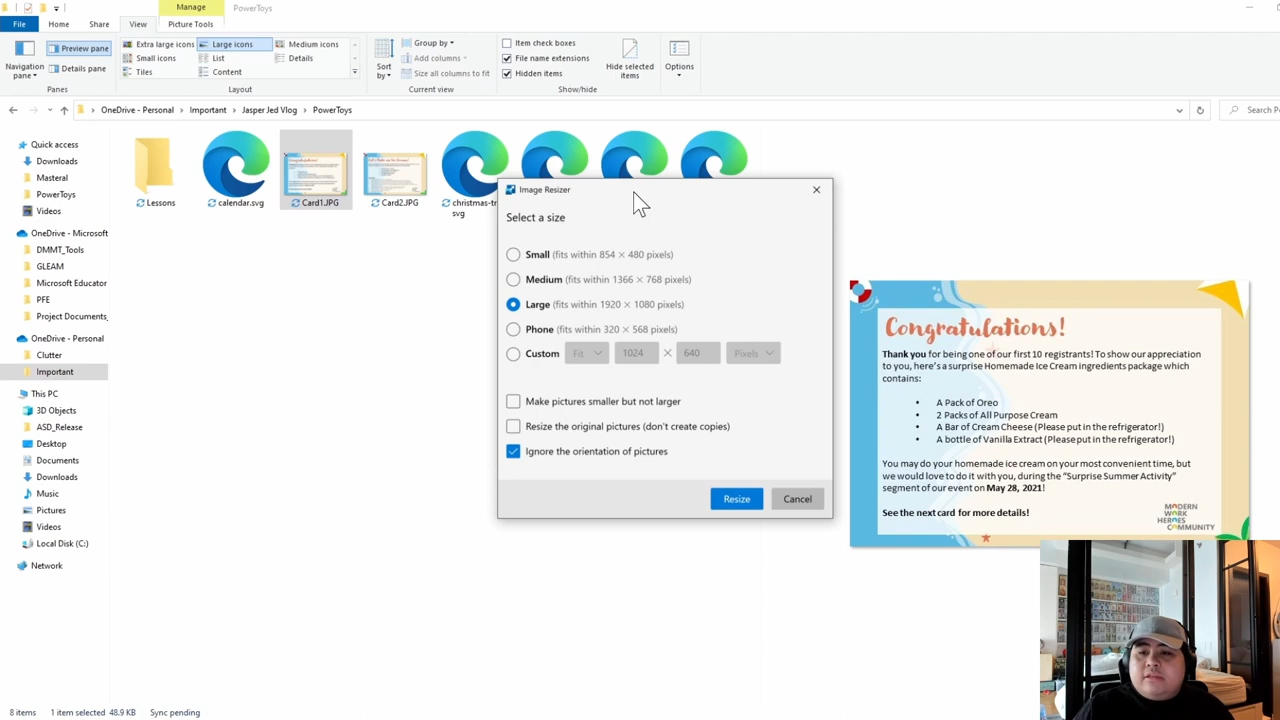 Manage
PowerToys
File
Home
Share
View
Picture Tools
Navigation pane
Preview pane
Details pane
Panes
Extra large icons
Large icons
Medium icons
Small icons
List
Details
Tiles
Content
Layout
Sort by
Group by
Add columns
Size all columns to fit
Current view
Item check boxes
File name extensions
Hidden items
Hide selected items
Show/hide
Options
OneDrive - Personal
Important
Jasper Jed Vlog
PowerToys
Search
Quick access
Downloads
Masteral
PowerToys
Videos
OneDrive - Microsoft
DMMT_Tools
GLEAM
Microsoft Educator
PFE
Project Documents_
OneDrive - Personal
Clutter
Important
This PC
3D Objects
ASD_Release
Desktop
Documents
Downloads
Music
Pictures
Videos
Local Disk (C:)
Network
Lessons
calendar.svg
Card1.JPG
Card2.JPG
christmas-tr
svg
Image Resizer
Select a size
Small (fits within 854 × 480 pixels)
Medium (fits within 1366 × 768 pixels)
Large (fits within 1920 × 1080 pixels)
Phone (fits within 320 × 568 pixels)
Custom Fit 1024 × 640 Pixels
Make pictures smaller but not larger
Resize the original pictures (don't create copies)
Ignore the orientation of pictures
Resize
Cancel
Congratulations!
Thank you for being one of our first 10 registrants! To show our appreciation
to you, here's a surprise Homemade Ice Cream ingredients package which
contains:
• A Pack of Oreo
• 2 Packs of All Purpose Cream
• A Bar of Cream Cheese (Please put in the refrigerator!)
• A bottle of Vanilla Extract (Please put in the refrigerator!)
You may do your homemade ice cream on your most convenient time, but
we would love to do it with you, during the "Surprise Summer Activity"
segment of our event on May 28, 2021!
See the next card for more details!
MODERN
WORK
HEROES
COMMUNITY
8 items
1 item selected 48.9 KB
Sync pending